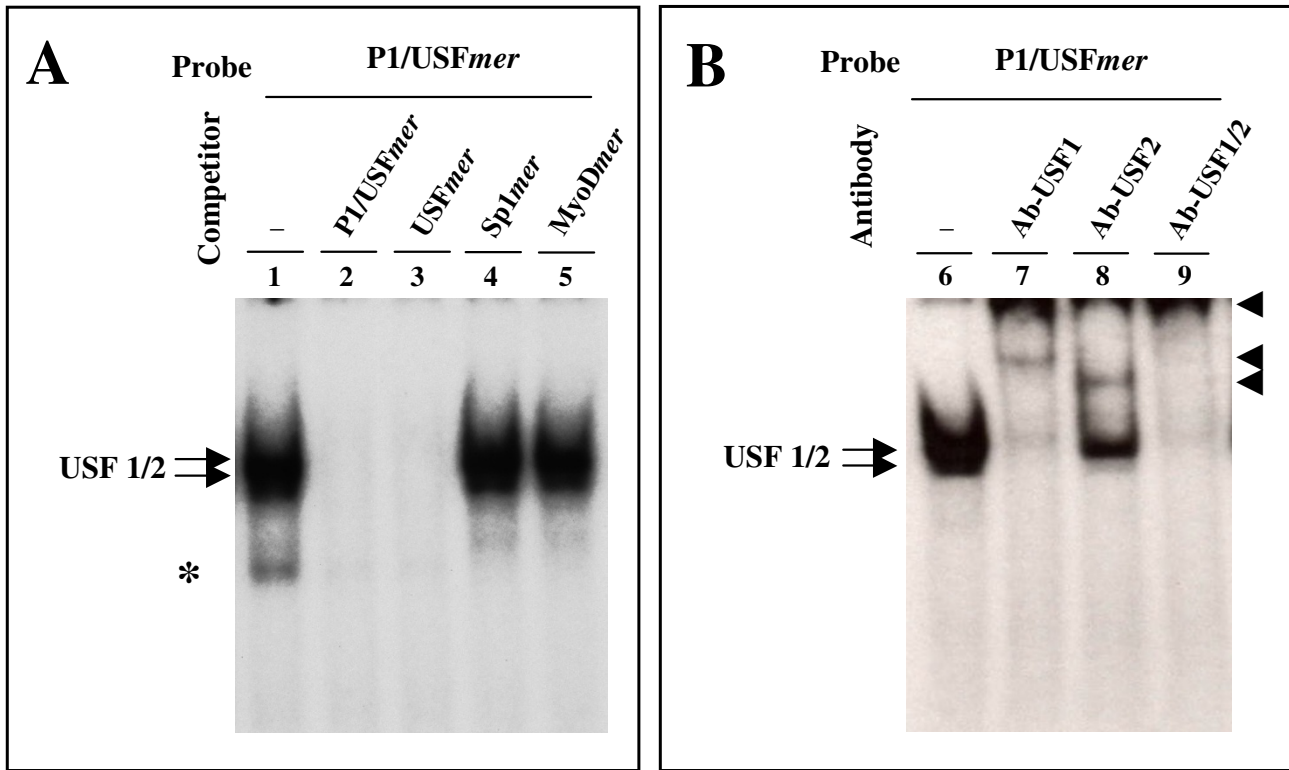 A
Probe
P1/USFmer
Competitor
–
P1/USFmer
USFmer
Sp1mer
MyoDmer
1 2 3 4 5
USF 1/2
*
B
Probe
P1/USFmer
Antibody
–
Ab-USF1
Ab-USF2
Ab-USF1/2
6 7 8 9
USF 1/2